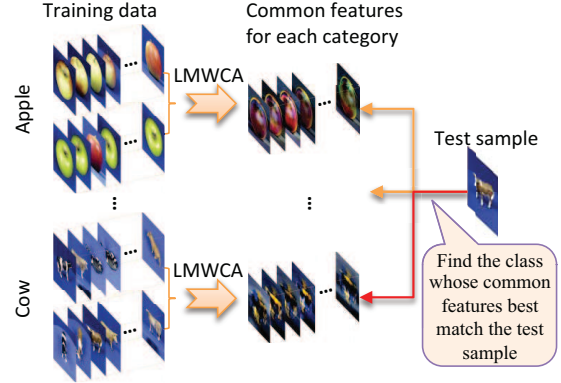 Training data
Common features
for each category
Apple
LMWCA
Test sample
Cow
LMWCA
Find the class
whose common
features best
match the test
sample